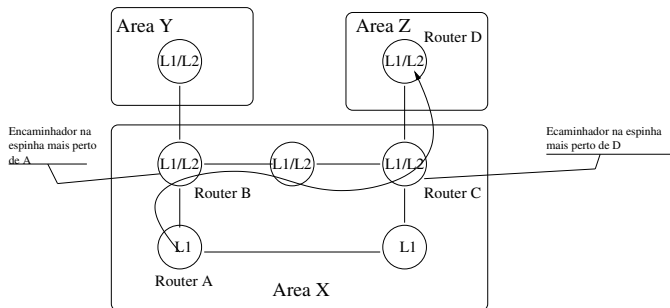 Area Y
Area Z
Router D
L1/L2
L1/L2
Encaminhador na
espinha mais perto
de A
Ecaminhador na espinha
mais perto de D
L1/L2
L1/L2
L1/L2
Router B
Router C
L1
L1
Router A
Area X